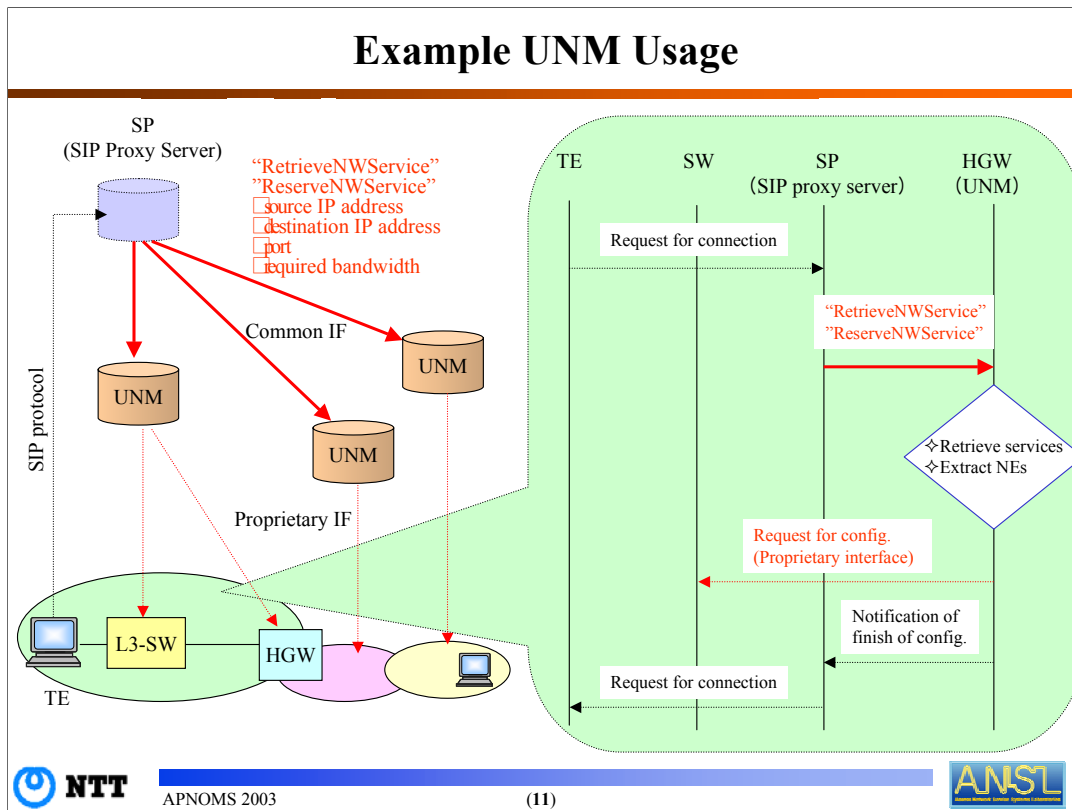 Example UNM Usage
SP
(SIP Proxy Server)
“RetrieveNWService”
”ReserveNWService”
□source IP address
□destination IP address
□port
□required bandwidth
Common IF
UNM
UNM
UNM
SIP protocol
Proprietary IF
L3-SW
HGW
TE
TE
SW
SP
(SIP proxy server)
HGW
(UNM)
Request for connection
“RetrieveNWService”
”ReserveNWService”
✧Retrieve services
✧Extract NEs
Request for config.
(Proprietary interface)
Notification of
finish of config.
Request for connection
NTT
APNOMS 2003
(11)
ANSL